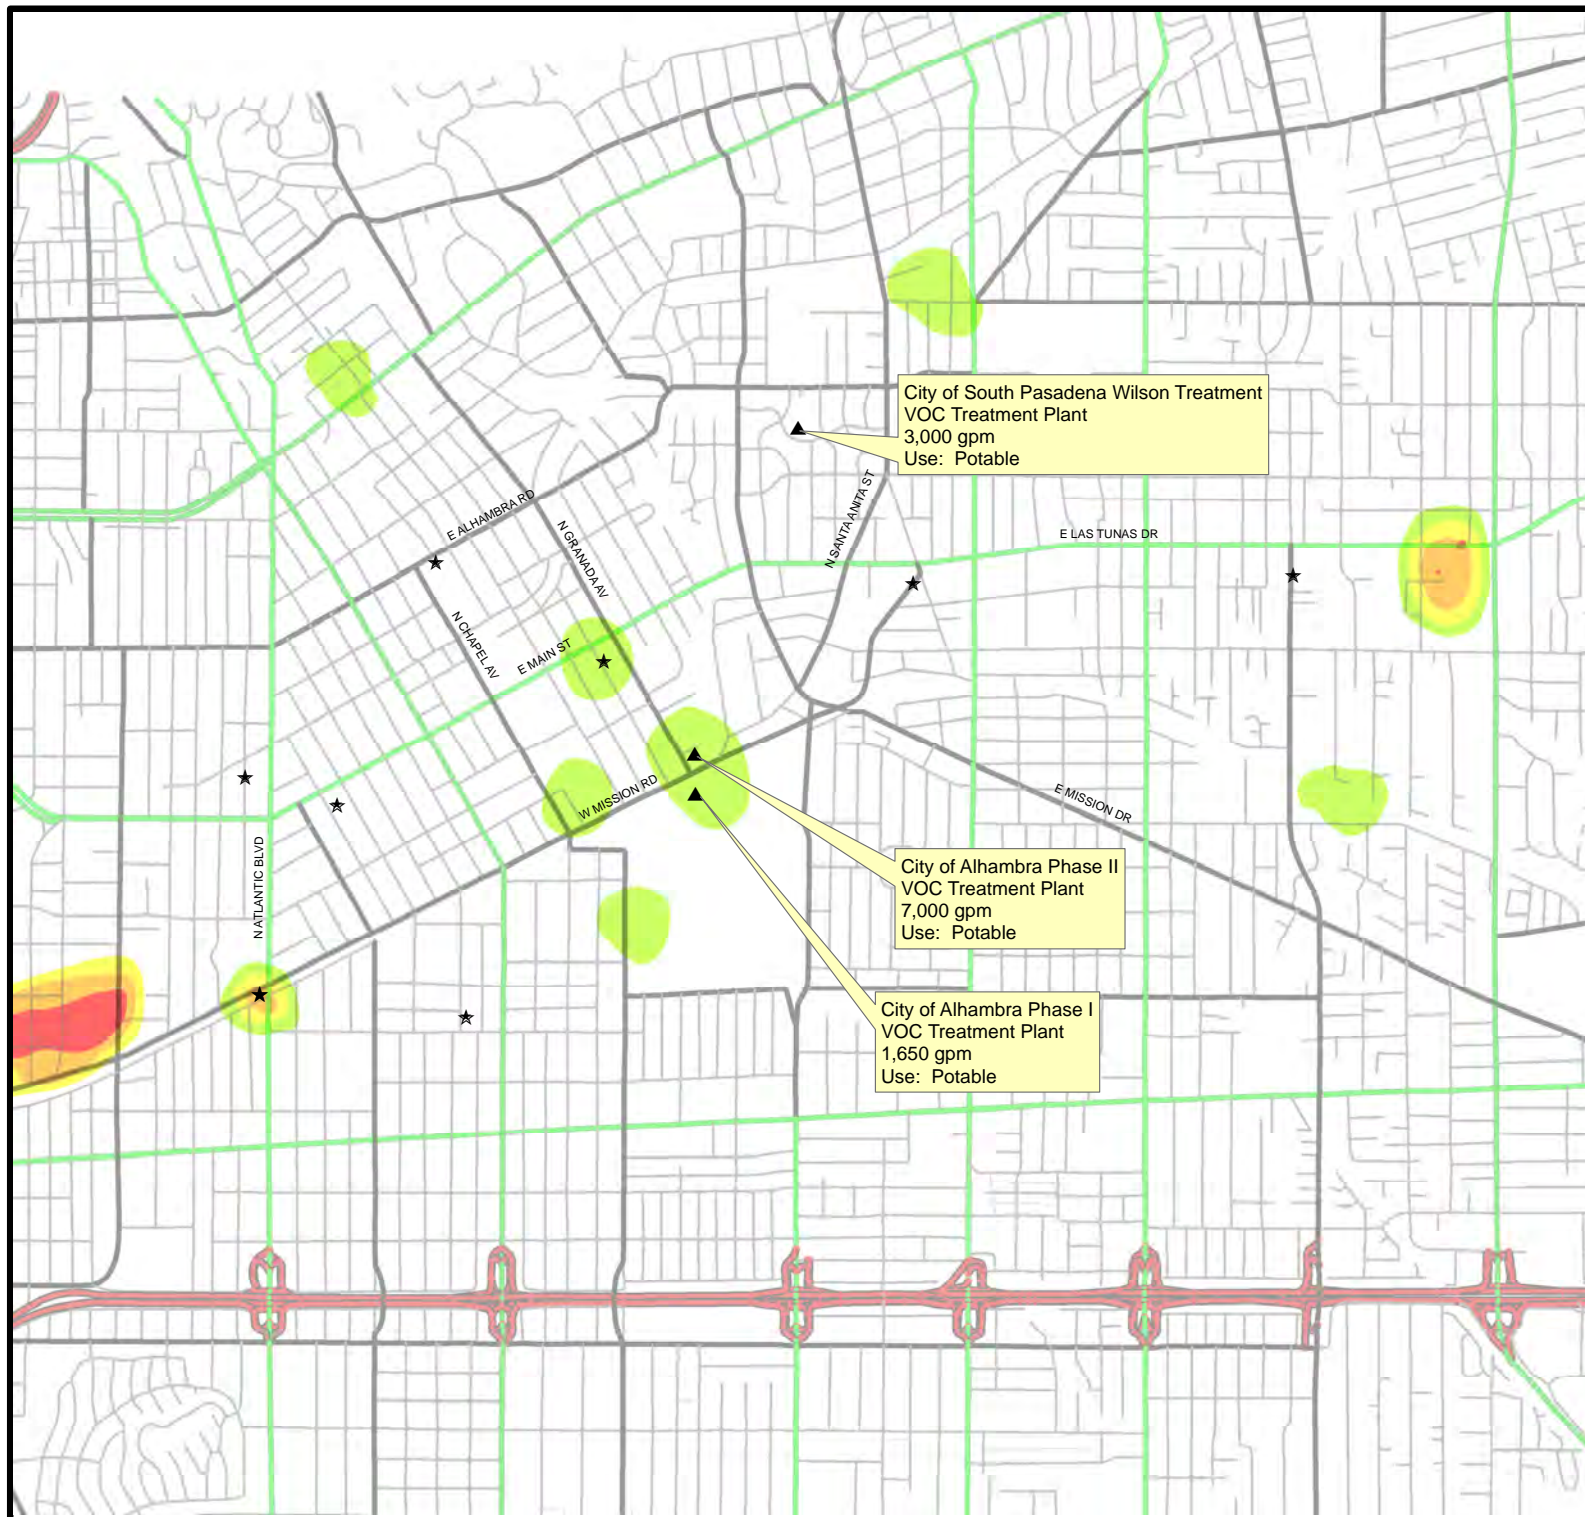 City of South Pasadena Wilson Treatment
VOC Treatment Plant
3,000 gpm
Use: Potable
E ALHAMBRA RD
N GRANADA AV
N SANTA ANITA ST
E LAS TUNAS DR
N CHAPEL AV
E MAIN ST
W MISSION RD
E MISSION DR
N ATLANTIC BLVD
City of Alhambra Phase II
VOC Treatment Plant
7,000 gpm
Use: Potable
City of Alhambra Phase I
VOC Treatment Plant
1,650 gpm
Use: Potable